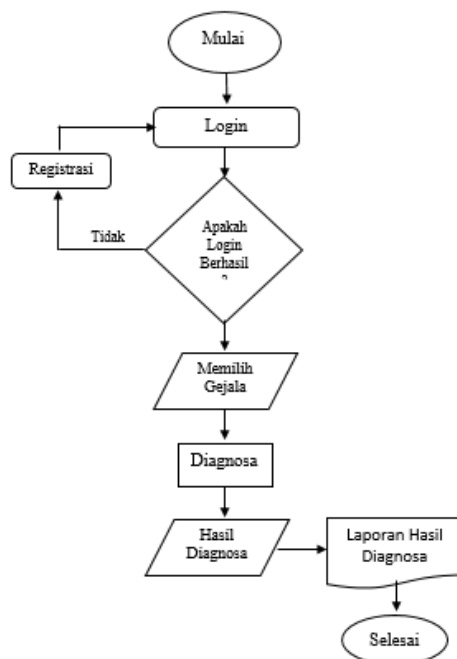 Mulai
Login
Registrasi
Tidak
Apakah
Login
Berhasil
?
Memilih
Gejala
Diagnosa
Hasil
Diagnosa
Laporan Hasil
Diagnosa
Selesai